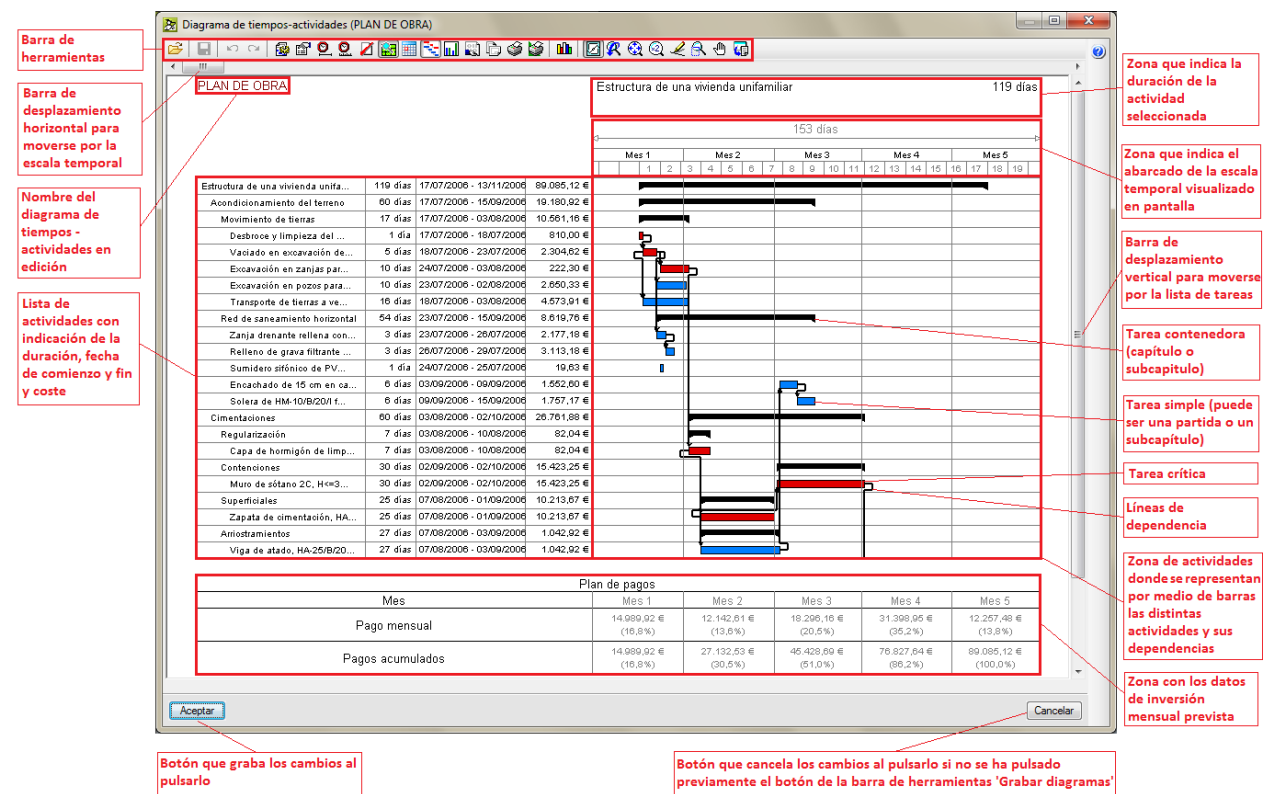 Diagrama de tiempos-actividades (PLAN DE OBRA)
Barra de
herramientas
Barra de
desplazamiento
horizontal para
moverse por la
escala temporal
Nombre del
diagrama de
tiempos -
actividades en
edición
Lista de
actividades con
indicación de la
duración, fecha
de comienzo y fin
y coste
PLAN DE OBRA
Estructura de una vivienda unifamiliar 119 días
153 días
Mes 1 Mes 2 Mes 3 Mes 4 Mes 5
1 2 3 4 5 6 7 8 9 10 11 12 13 14 15 16 17 18 19
Estructura de una vivienda unifa... 119 días 17/07/2006 - 13/11/2006 89.085,12 €
Acondicionamiento del terreno 60 días 17/07/2006 - 15/09/2006 19.180,92 €
Movimiento de tierras 17 días 17/07/2006 - 03/08/2006 10.561,16 €
Desbroce y limpieza del ... 1 día 17/07/2006 - 18/07/2006 810,00 €
Vaciado en excavación de... 5 días 18/07/2006 - 23/07/2006 2.304,62 €
Excavación en zanjas par... 10 días 24/07/2006 - 03/08/2006 222,30 €
Excavación en pozos para... 10 días 23/07/2006 - 02/08/2006 2.650,33 €
Transporte de tierras a ve... 16 días 18/07/2006 - 03/08/2006 4.573,91 €
Red de saneamiento horizontal 54 días 23/07/2006 - 15/09/2006 8.619,76 €
Zanja drenante rellena con... 3 días 23/07/2006 - 26/07/2006 2.177,18 €
Relleno de grava filtrante ... 3 días 26/07/2006 - 29/07/2006 3.113,18 €
Sumidero sifónico de PV... 1 día 24/07/2006 - 25/07/2006 19,63 €
Encachado de 15 cm en ca... 6 días 03/09/2006 - 09/09/2006 1.552,60 €
Solera de HM-10/B/20/I f... 6 días 09/09/2006 - 15/09/2006 1.757,17 €
Cimentaciones 60 días 03/08/2006 - 02/10/2006 26.761,88 €
Regularización 7 días 03/08/2006 - 10/08/2006 82,04 €
Capa de hormigón de limp... 7 días 03/08/2006 - 10/08/2006 82,04 €
Contenciones 30 días 02/09/2006 - 02/10/2006 15.423,25 €
Muro de sótano 2C, H<=3... 30 días 02/09/2006 - 02/10/2006 15.423,25 €
Superficiales 25 días 07/08/2006 - 01/09/2006 10.213,67 €
Zapata de cimentación, HA... 25 días 07/08/2006 - 01/09/2006 10.213,67 €
Arriostramientos 27 días 07/08/2006 - 03/09/2006 1.042,92 €
Viga de atado, HA-25/B/20... 27 días 07/08/2006 - 03/09/2006 1.042,92 €
Plan de pagos
Mes Mes 1 Mes 2 Mes 3 Mes 4 Mes 5
Pago mensual 14.989,92 € 12.142,61 € 18.296,16 € 31.398,95 € 12.257,48 €
(16,8%) (13,6%) (20,5%) (35,2%) (13,8%)
Pagos acumulados 14.989,92 € 27.132,53 € 45.428,69 € 76.827,64 € 89.085,12 €
(16,8%) (30,5%) (51,0%) (86,2%) (100,0%)
Aceptar
Cancelar
Zona que indica la
duración de la
actividad
seleccionada
Zona que indica el
abarcado de la escala
temporal visualizado
en pantalla
Barra de
desplazamiento
vertical para moverse
por la lista de tareas
Tarea contenedora
(capítulo o
subcapitulo)
Tarea simple (puede
ser una partida o un
subcapítulo)
Tarea crítica
Líneas de
dependencia
Zona de actividades
donde se representan
por medio de barras
las distintas
actividades y sus
dependencias
Zona con los datos
de inversión
mensual prevista
Botón que graba los cambios al
pulsarlo
Botón que cancela los cambios al pulsarlo si no se ha pulsado
previamente el botón de la barra de herramientas 'Grabar diagramas'